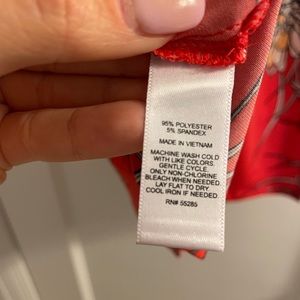 95% POLYESTER
5% SPANDEX
MADE IN VIETNAM
MACHINE WASH COLD
WITH LIKE COLORS.
GENTLE CYCLE.
ONLY NON-CHLORINE
BLEACH WHEN NEEDED.
LAY FLAT TO DRY.
COOL IRON IF NEEDED.
RN# 55285